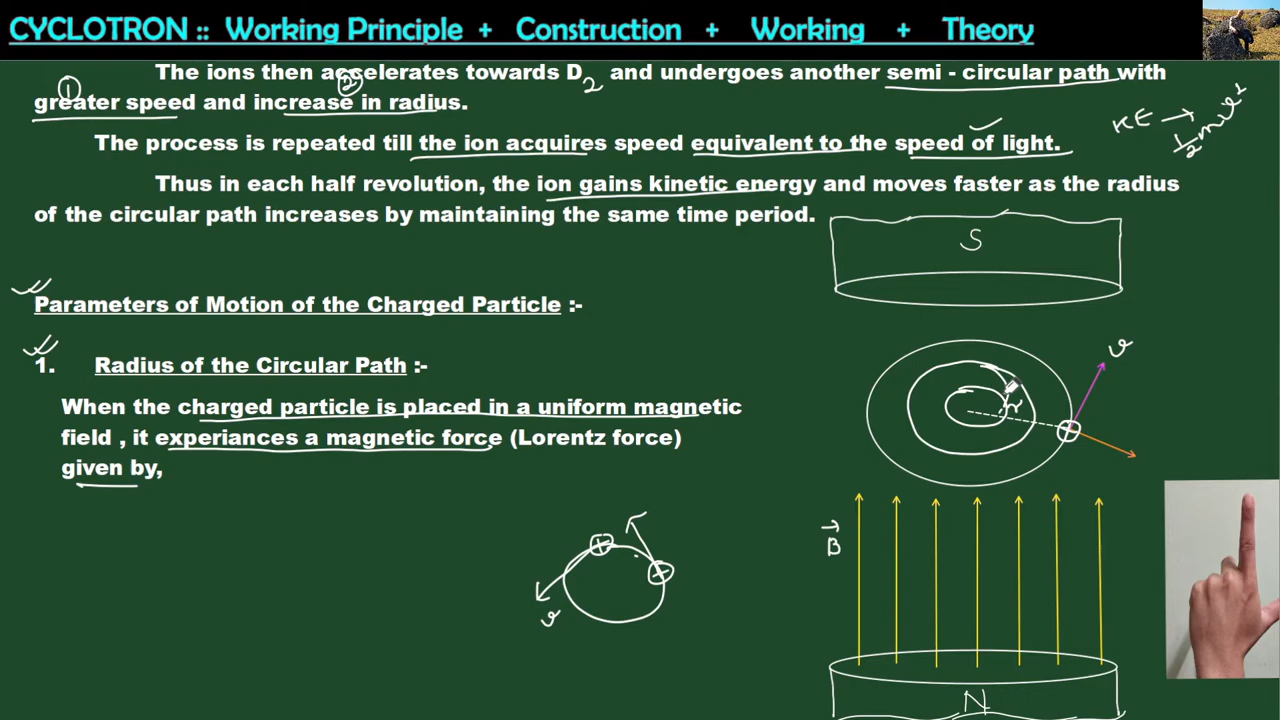 CYCLOTRON :: Working Principle + Construction + Working + Theory
The ions then accelerates towards D2 and undergoes another semi - circular path with
greater speed and increase in radius.
1
2
The process is repeated till the ion acquires speed equivalent to the speed of light.
KE → 1/2mv²
Thus in each half revolution, the ion gains kinetic energy and moves faster as the radius
of the circular path increases by maintaining the same time period.
S
Parameters of Motion of the Charged Particle :-
1. Radius of the Circular Path :-
v
When the charged particle is placed in a uniform magnetic
field , it experiances a magnetic force (Lorentz force)
given by,
r
+
B
+
+
v
N